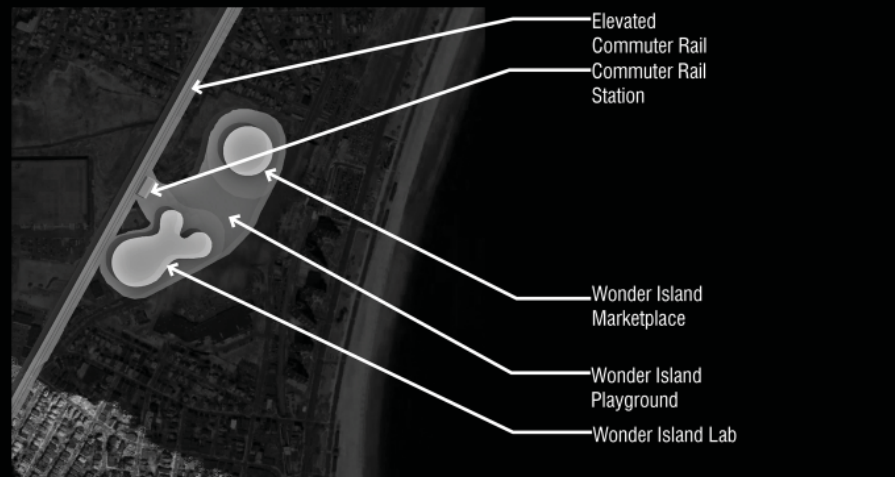 Elevated
Commuter Rail
Commuter Rail
Station
Wonder Island
Marketplace
Wonder Island
Playground
Wonder Island Lab